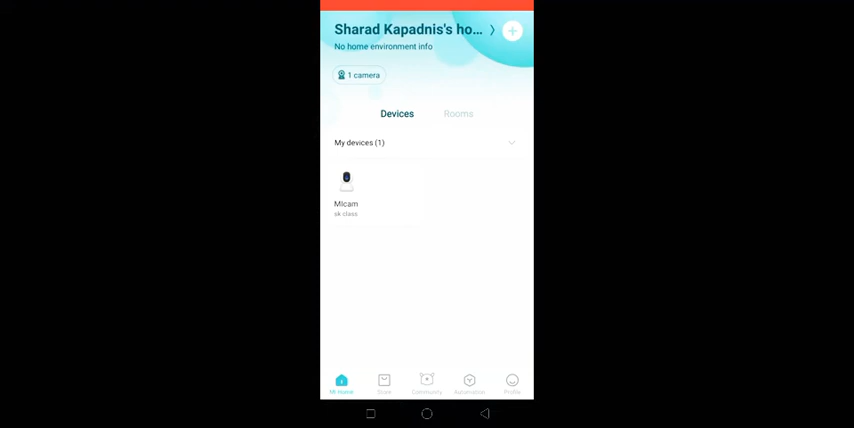 Sharad Kapadnis's ho...
No home environment info
1 camera
Devices Rooms
My devices (1)
MIcam
sk class
Mi Home Store Community Automation Profile